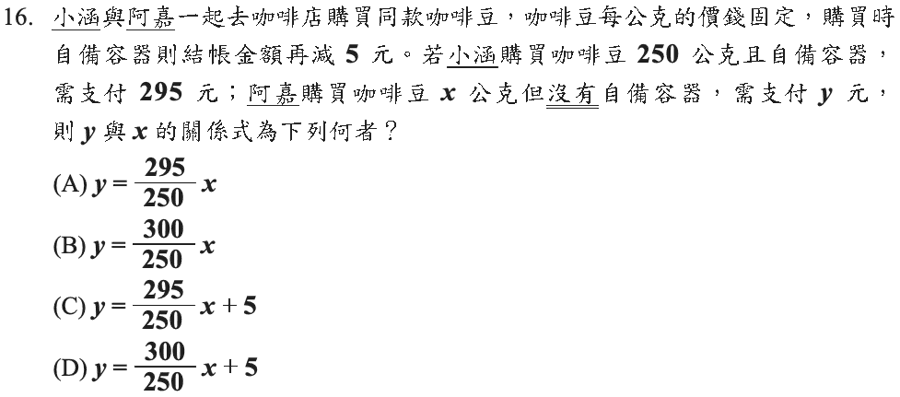 16. 小涵與阿嘉一起去咖啡店購買同款咖啡豆，咖啡豆每公克的價錢固定，購買時
自備容器則結帳金額再減 5 元。若小涵購買咖啡豆 250 公克且自備容器，
需支付 295 元；阿嘉購買咖啡豆 x 公克但沒有自備容器，需支付 y 元，
則 y 與 x 的關係式為下列何者？
(A) y = 295/250 x
(B) y = 300/250 x
(C) y = 295/250 x + 5
(D) y = 300/250 x + 5